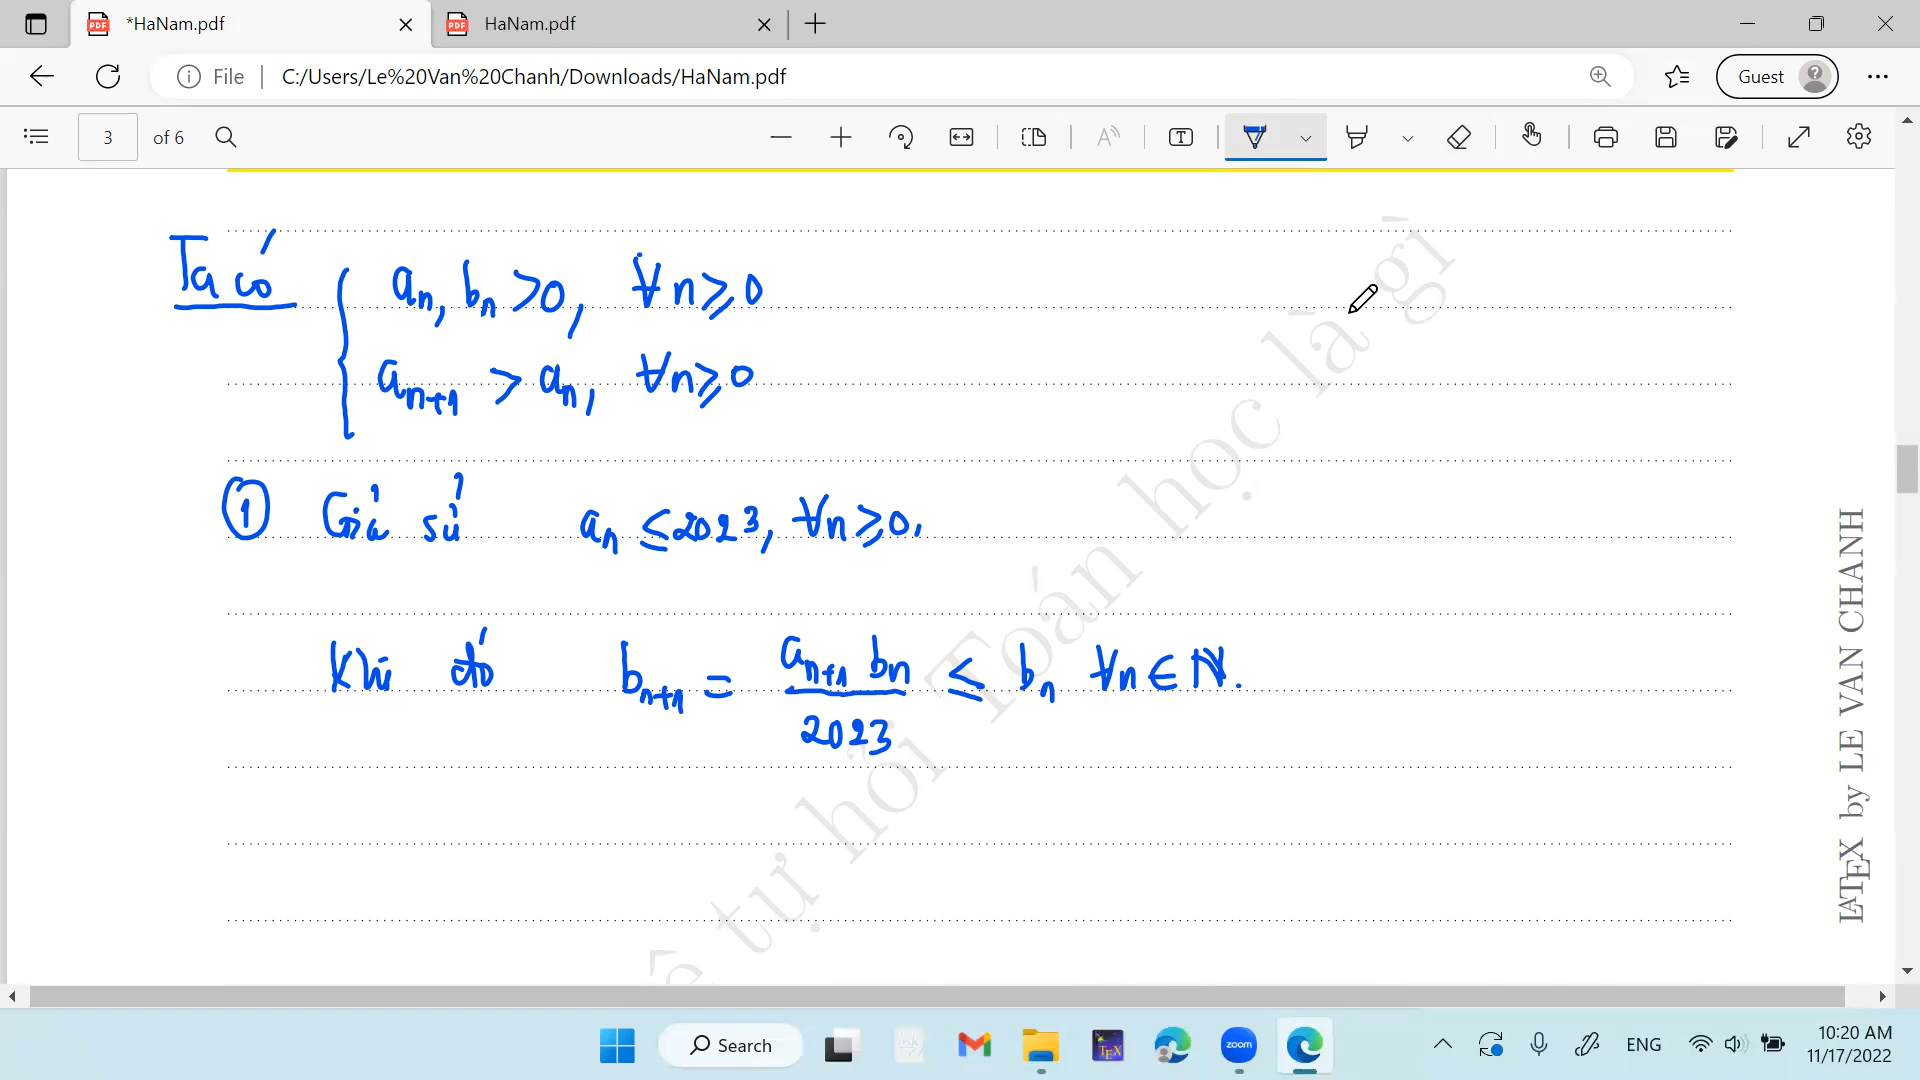 *HaNam.pdf
HaNam.pdf
File
C:/Users/Le%20Van%20Chanh/Downloads/HaNam.pdf
Guest
3 of 6
Ta có
aₙ, bₙ > 0, ∀n ≥ 0
aₙ₊₁ > aₙ, ∀n ≥ 0
① Giả sử aₙ ≤ 2023, ∀n ≥ 0.
Khi đó bₙ₊₁ = aₙ₊₁ bₙ / 2023 ≤ bₙ ∀n ∈ ℕ.
tự hỏi Toán học là gì
LATEX by LE VAN CHANH
Search
zoom
ENG
10:20 AM
11/17/2022